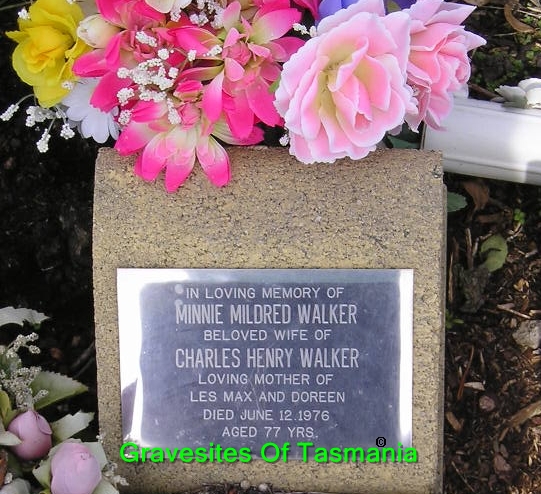 IN LOVING MEMORY OF
MINNIE MILDRED WALKER
BELOVED WIFE OF
CHARLES HENRY WALKER
LOVING MOTHER OF
LES MAX AND DOREEN
DIED JUNE 12.1976
AGED 77 YRS.
©
Gravesites Of Tasmania